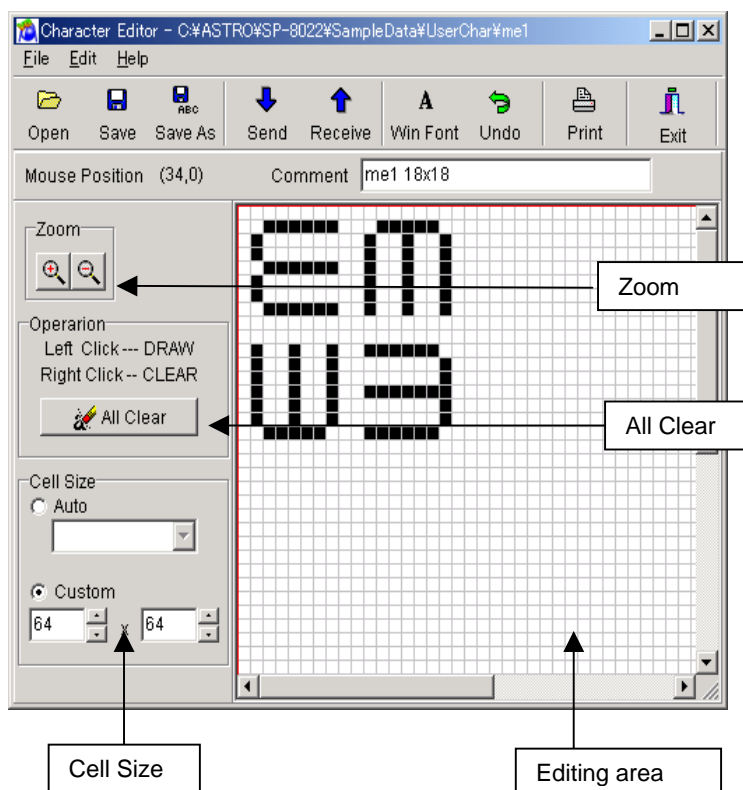 Character Editor - C:¥ASTRO¥SP-8022¥SampleData¥UserChar¥me1
File Edit Help
ABC A
Open Save Save As Send Receive Win Font Undo Print Exit
Mouse Position (34,0) Comment me1 18x18
Zoom
Zoom
Operarion
Left Click --- DRAW
Right Click -- CLEAR
All Clear
All Clear
Cell Size
Auto
Custom
64 x 64
Cell Size
Editing area